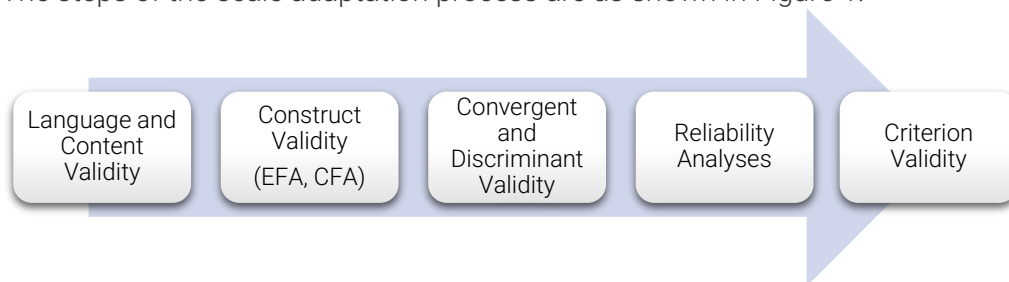 The steps of the scale adaptation process are as shown in Figure 1.
Language and
Content
Validity
Construct
Validity
(EFA, CFA)
Convergent
and
Discriminant
Validity
Reliability
Analyses
Criterion
Validity